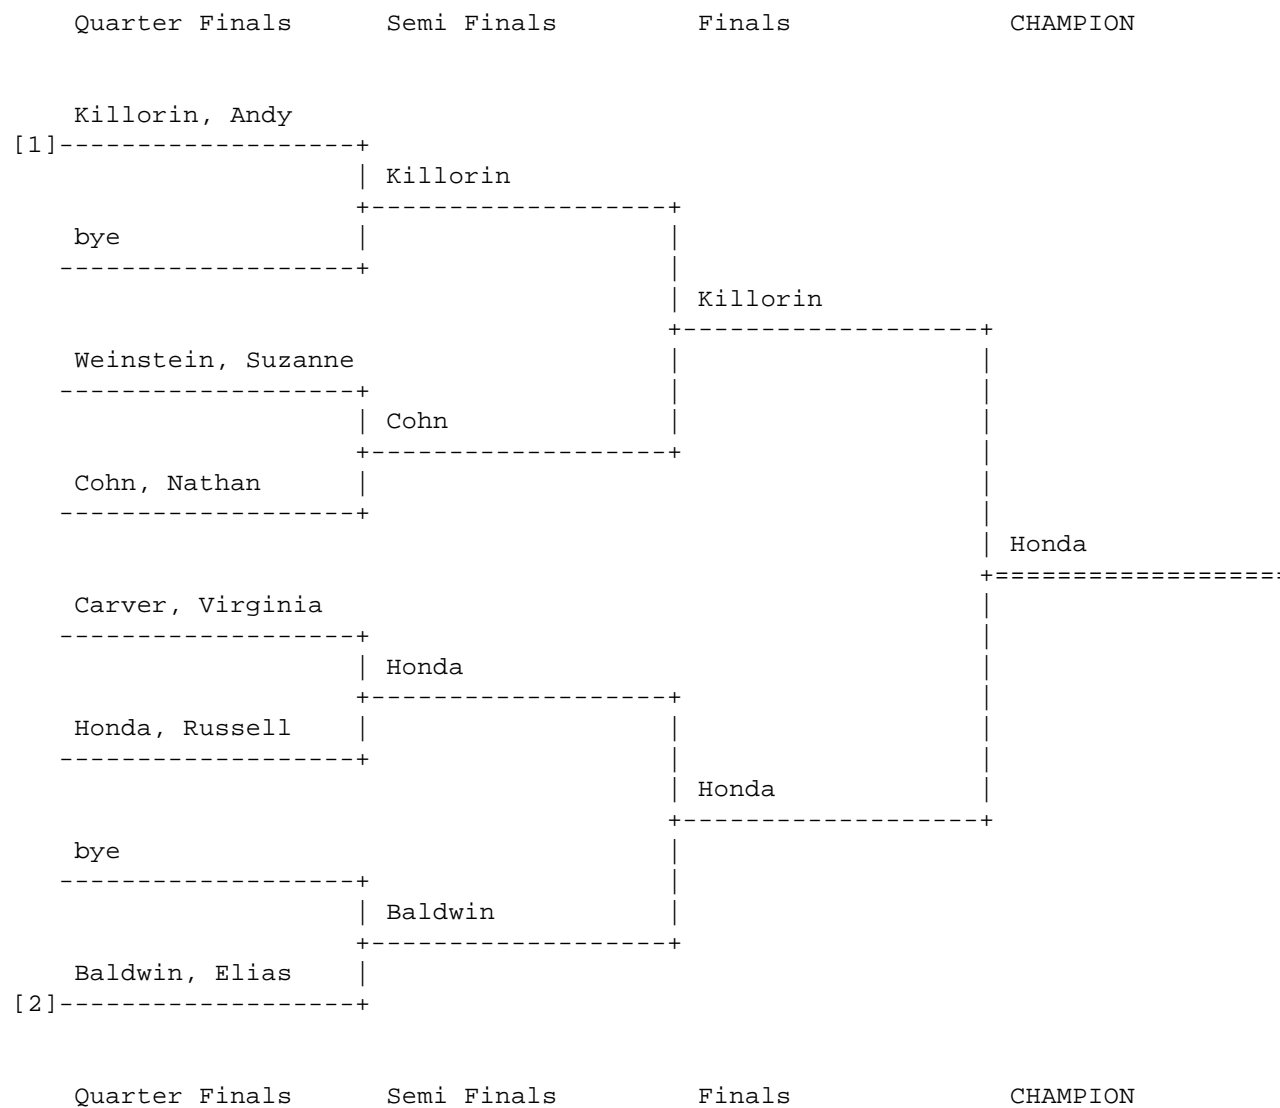 Quarter Finals Semi Finals Finals CHAMPION
Killorin, Andy
[1]-------------------+
| Killorin
+-------------------+
bye | |
-------------------+ |
| Killorin
+-------------------+
Weinstein, Suzanne | |
-------------------+ | |
| Cohn | |
+-------------------+ |
Cohn, Nathan | |
-------------------+ |
| Honda
+===================
Carver, Virginia |
-------------------+ |
| Honda |
+-------------------+ |
Honda, Russell | | |
-------------------+ | |
| Honda |
+-------------------+
bye |
-------------------+ |
| Baldwin |
+-------------------+
Baldwin, Elias |
[2]-------------------+
Quarter Finals Semi Finals Finals CHAMPION